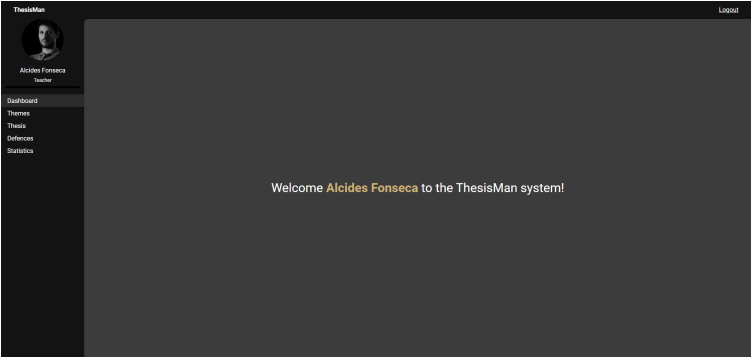 ThesisMan
Logout
Alcides Fonseca
Teacher
Dashboard
Themes
Thesis
Defences
Statistics
Welcome Alcides Fonseca to the ThesisMan system!